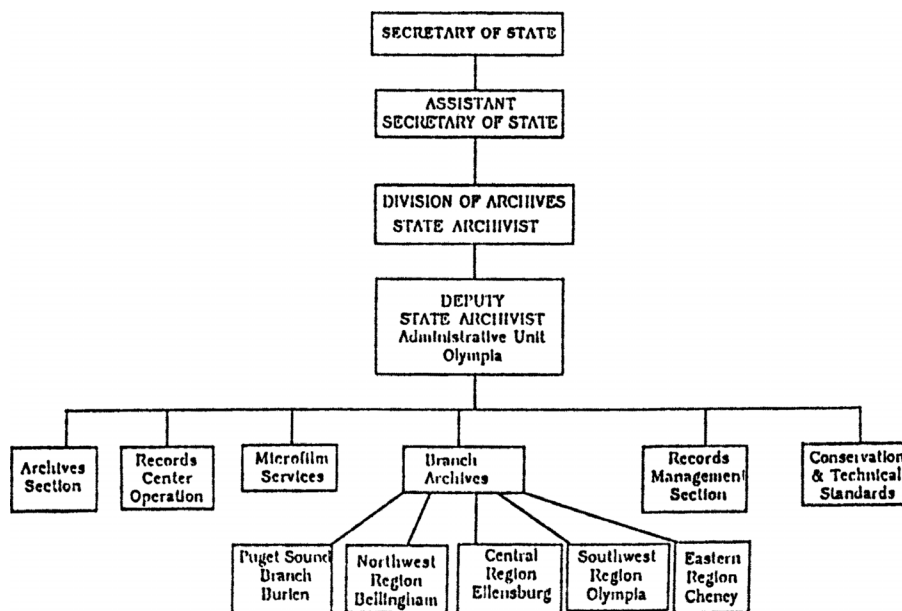 SECRETARY OF STATE
ASSISTANT
SECRETARY OF STATE
DIVISION OF ARCHIVES
STATE ARCHIVIST
DEPUTY
STATE ARCHIVIST
Administrative Unit
Olympia
Archives
Section
Records
Center
Operation
Microfilm
Services
Branch
Archives
Records
Management
Section
Conservation
& Technical
Standards
Puget Sound
Branch
Burien
Northwest
Region
Bellingham
Central
Region
Ellensburg
Southwest
Region
Olympia
Eastern
Region
Cheney